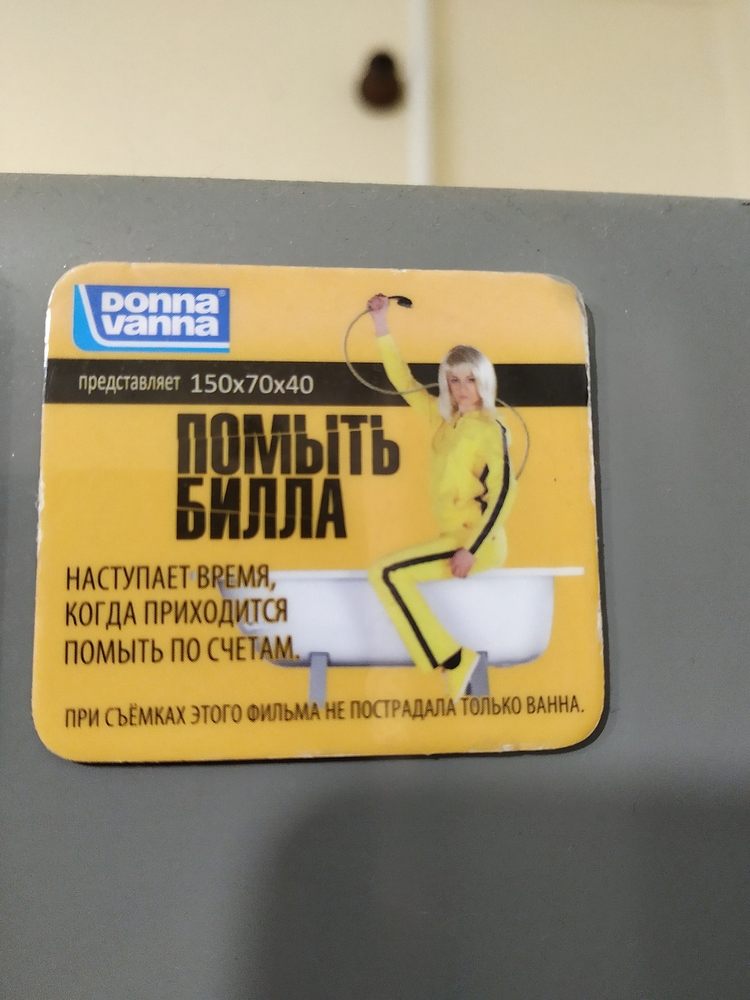 Donna®
vanna
представляет 150х70х40
ПОМЫТЬ
БИЛЛА
НАСТУПАЕТ ВРЕМЯ,
КОГДА ПРИХОДИТСЯ
ПОМЫТЬ ПО СЧЕТАМ.
ПРИ СЪЁМКАХ ЭТОГО ФИЛЬМА НЕ ПОСТРАДАЛА ТОЛЬКО ВАННА.